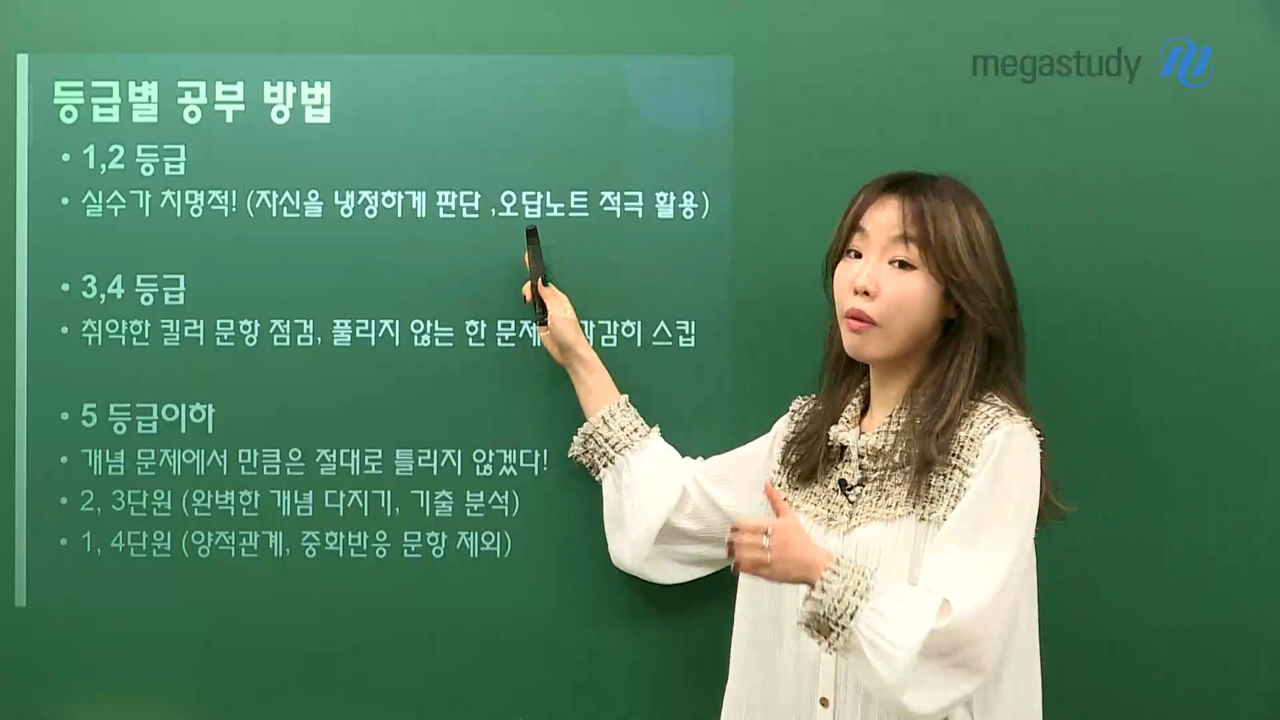 megastudy
등급별 공부 방법
• 1,2 등급
• 실수가 치명적! (자신을 냉정하게 판단 ,오답노트 적극 활용)
• 3,4 등급
• 취약한 킬러 문항 점검, 풀리지 않는 한 문제 스킵
• 5 등급이하
• 개념 문제에서 만큼은 절대로 틀리지 않겠다!
• 2, 3단원 (완벽한 개념 다지기, 기출 분석)
• 1, 4단원 (양적관계, 중화반응 문항 제외)